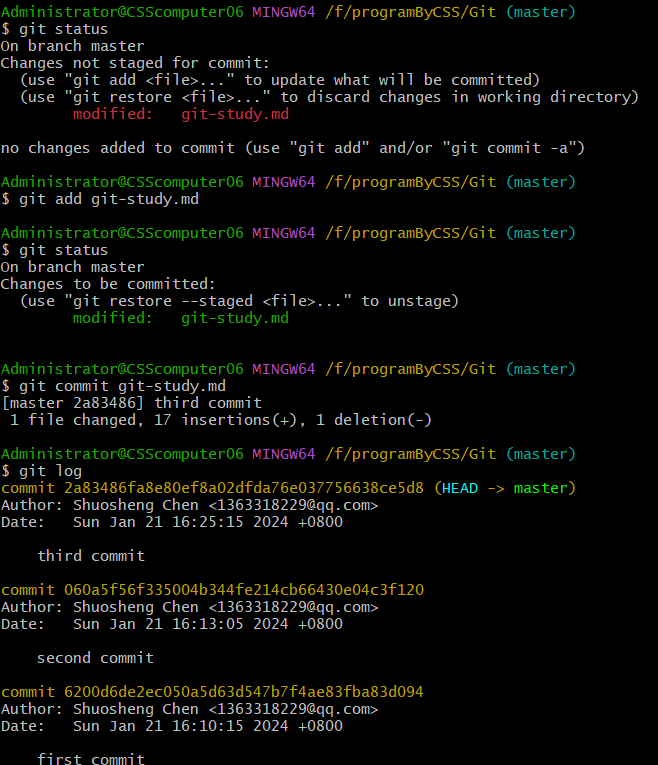 Administrator@CSScomputer06 MINGW64 /f/programByCSS/Git (master)
$ git status
On branch master
Changes not staged for commit:
  (use "git add <file>..." to update what will be committed)
  (use "git restore <file>..." to discard changes in working directory)
        modified:   git-study.md

no changes added to commit (use "git add" and/or "git commit -a")

Administrator@CSScomputer06 MINGW64 /f/programByCSS/Git (master)
$ git add git-study.md

Administrator@CSScomputer06 MINGW64 /f/programByCSS/Git (master)
$ git status
On branch master
Changes to be committed:
  (use "git restore --staged <file>..." to unstage)
        modified:   git-study.md


Administrator@CSScomputer06 MINGW64 /f/programByCSS/Git (master)
$ git commit git-study.md
[master 2a83486] third commit
 1 file changed, 17 insertions(+), 1 deletion(-)

Administrator@CSScomputer06 MINGW64 /f/programByCSS/Git (master)
$ git log
commit 2a83486fa8e80ef8a02dfda76e037756638ce5d8 (HEAD -> master)
Author: Shuosheng Chen <1363318229@qq.com>
Date:   Sun Jan 21 16:25:15 2024 +0800

    third commit

commit 060a5f56f335004b344fe214cb66430e04c3f120
Author: Shuosheng Chen <1363318229@qq.com>
Date:   Sun Jan 21 16:13:05 2024 +0800

    second commit

commit 6200d6de2ec050a5d63d547b7f4ae83fba83d094
Author: Shuosheng Chen <1363318229@qq.com>
Date:   Sun Jan 21 16:10:15 2024 +0800

    first commit